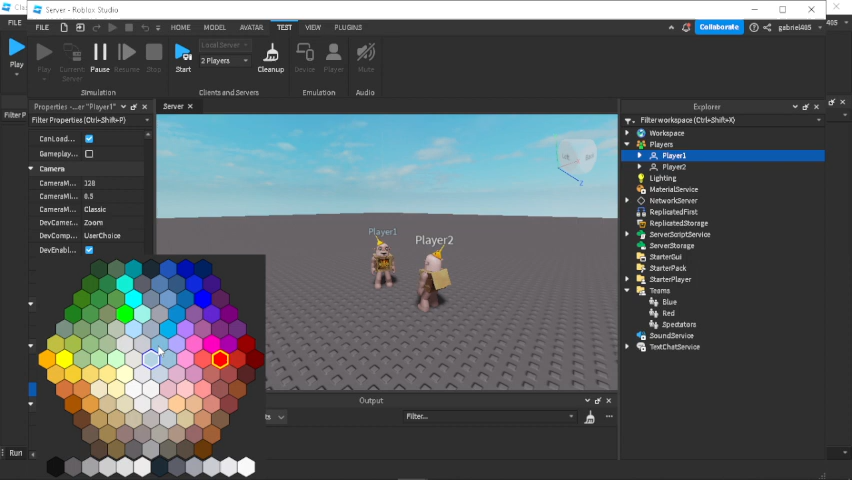 Server - Roblox Studio
FILE
FILE
HOME
MODEL
AVATAR
TEST
VIEW
PLUGINS
Collaborate
gabriel485
485
Play
Play
Current Server
Pause
Resume
Stop
Simulation
Local Server
2 Players
Start
Cleanup
Clients and Servers
Device
Player
Emulation
Mute
Audio
Filter P
Properties - ...er "Player1"
Filter Properties (Ctrl+Shift+P)
CanLoad...
Gameplay...
Camera
CameraM... 128
CameraMi... 0.5
CameraM... Classic
DevCamer... Zoom
DevComp... UserChoice
DevEnabl...
Server
Player1
Player2
Output
ts
Filter...
Run
Explorer
Filter workspace (Ctrl+Shift+X)
Workspace
Players
Player1
Player2
Lighting
MaterialService
NetworkServer
ReplicatedFirst
ReplicatedStorage
ServerScriptService
ServerStorage
StarterGui
StarterPack
StarterPlayer
Teams
Blue
Red
Spectators
SoundService
TextChatService